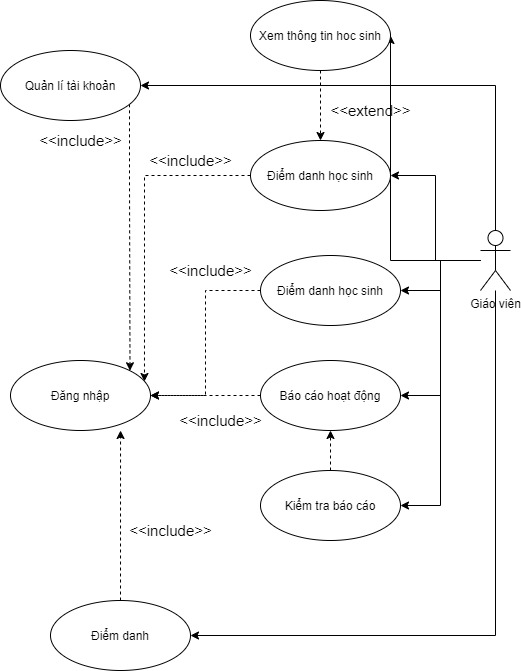 Xem thông tin học sinh
Quản lí tài khoản
<<extend>>
<<include>>
<<include>>
Điểm danh học sinh
<<include>>
Điểm danh học sinh
Giáo viên
Đăng nhập
Báo cáo hoạt động
<<include>>
Kiểm tra báo cáo
<<include>>
Điểm danh